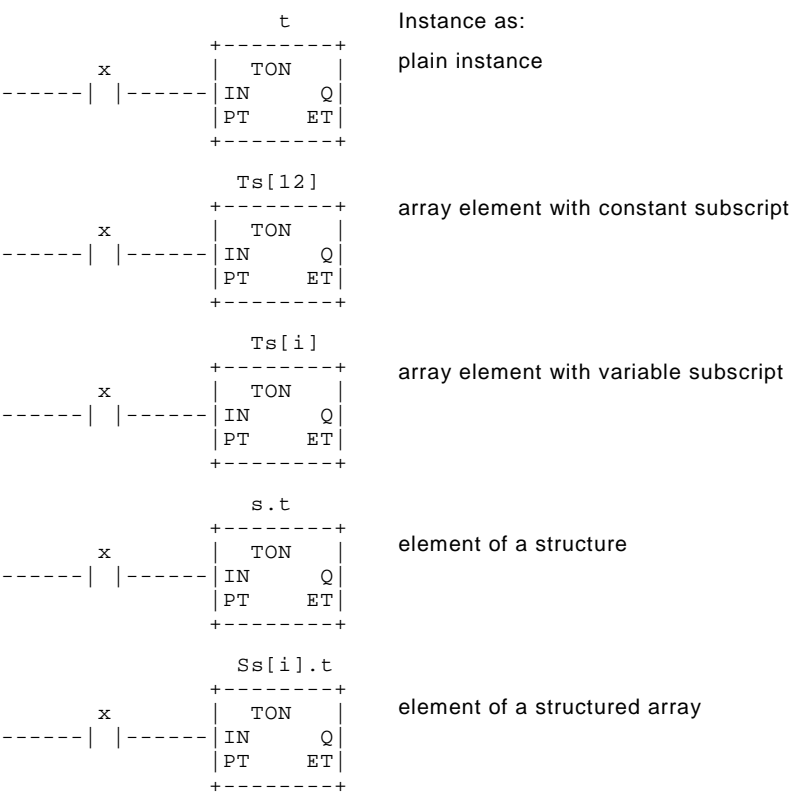 t Instance as:
+--------+
x | TON | plain instance
------| |------|IN Q|
|PT ET|
+--------+
Ts[12]
+--------+ array element with constant subscript
x | TON |
------| |------|IN Q|
|PT ET|
+--------+
Ts[i]
+--------+ array element with variable subscript
x | TON |
------| |------|IN Q|
|PT ET|
+--------+
s.t
+--------+
x | TON | element of a structure
------| |------|IN Q|
|PT ET|
+--------+
Ss[i].t
+--------+
x | TON | element of a structured array
------| |------|IN Q|
|PT ET|
+--------+